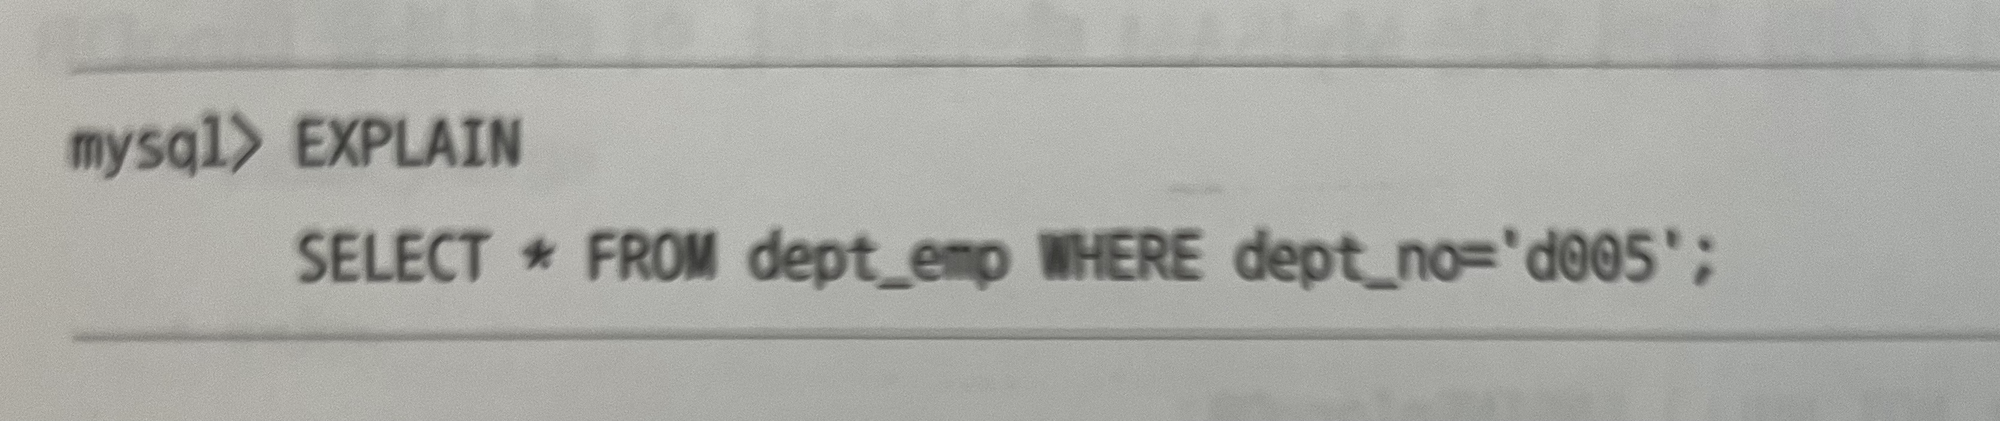 mysql> EXPLAIN
SELECT * FROM dept_emp WHERE dept_no='d005';